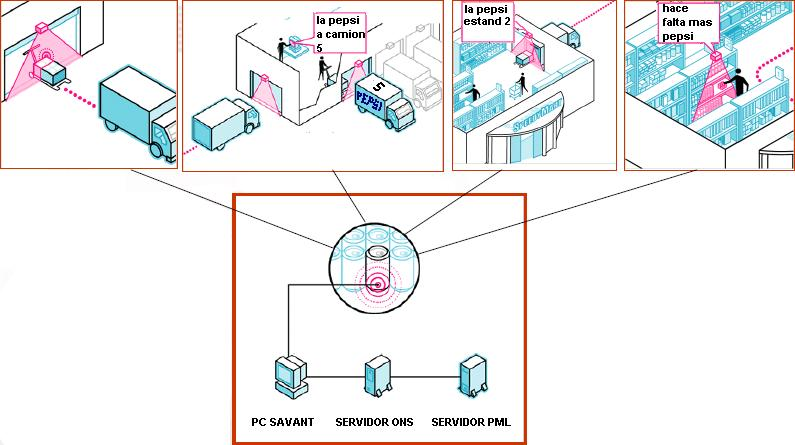 la pepsi
a camion
5
5
PEPSI
la pepsi
estand 2
SPEEDYMART
hace
falta mas
pepsi
PC SAVANT
SERVIDOR ONS
SERVIDOR PML